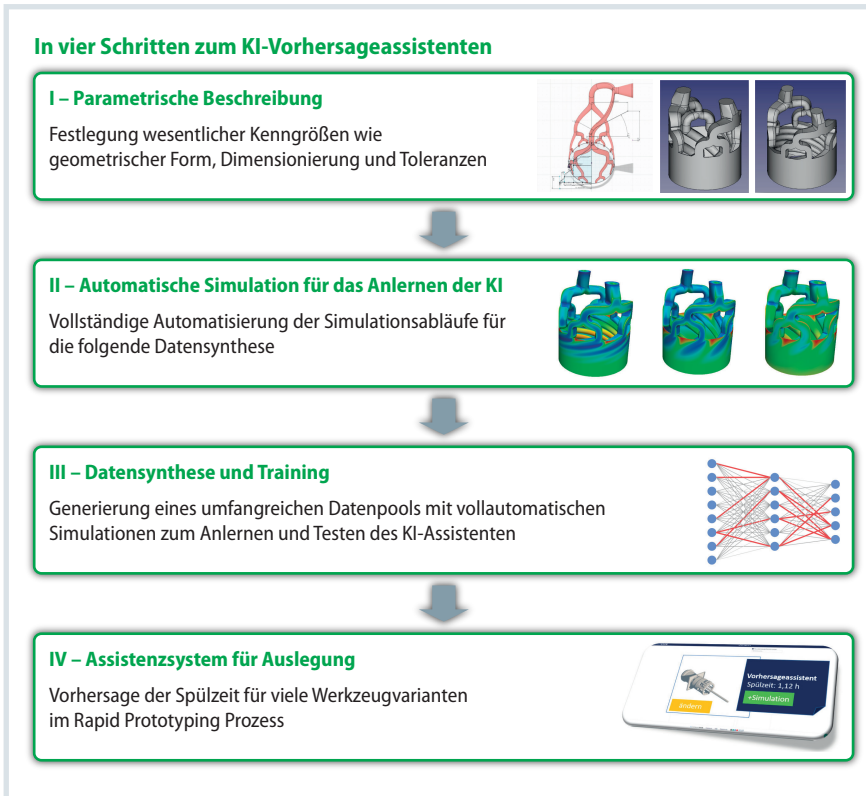 In vier Schritten zum KI-Vorhersageassistenten
I – Parametrische Beschreibung
Festlegung wesentlicher Kenngrößen wie
geometrischer Form, Dimensionierung und Toleranzen
II – Automatische Simulation für das Anlernen der KI
Vollständige Automatisierung der Simulationsabläufe für
die folgende Datensynthese
III – Datensynthese und Training
Generierung eines umfangreichen Datenpools mit vollautomatischen
Simulationen zum Anlernen und Testen des KI-Assistenten
IV – Assistenzsystem für Auslegung
Vorhersage der Spülzeit für viele Werkzeugvarianten
im Rapid Prototyping Prozess
Vorhersageassistent
Spülzeit: 1,12 h
+Simulation
ändern